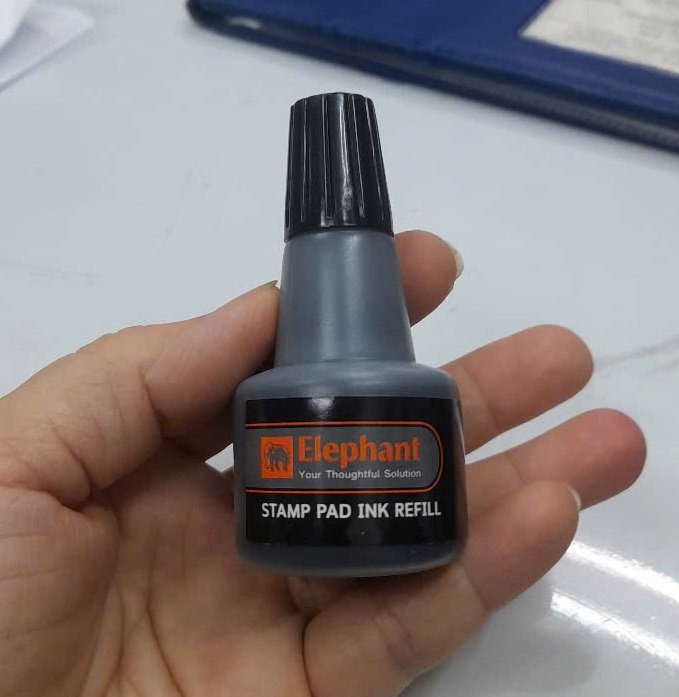 Elephant
Your Thoughtful Solution
STAMP PAD INK REFILL